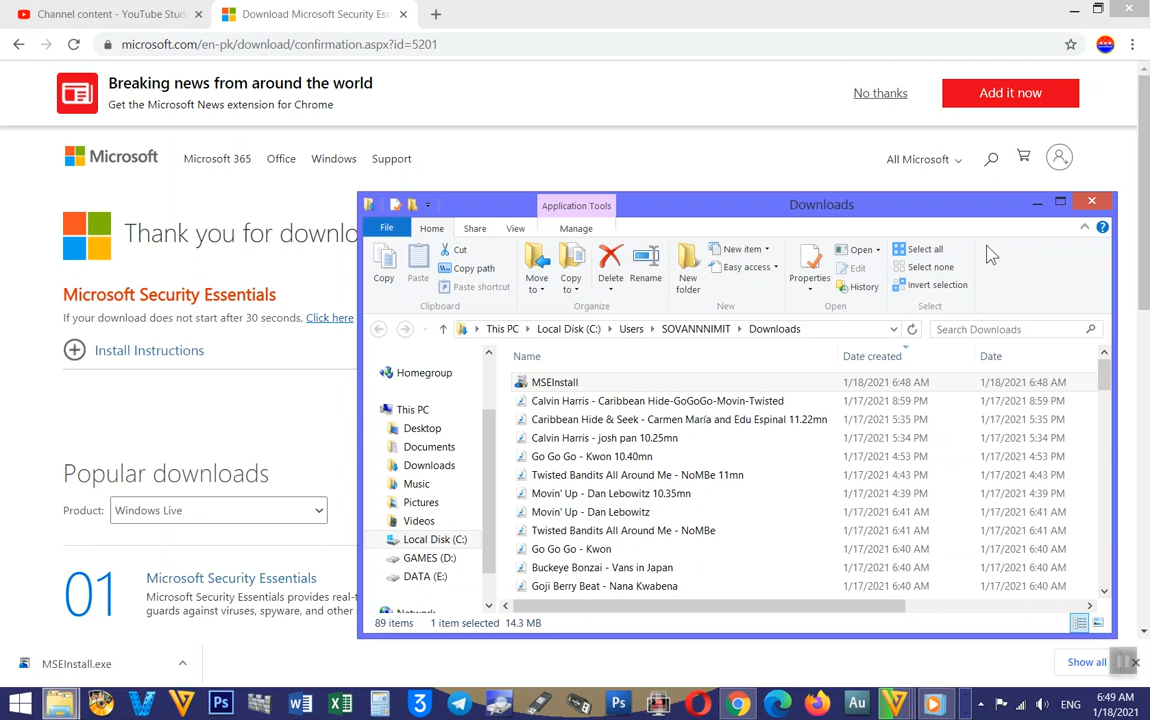 Channel content - YouTube Studi
Download Microsoft Security Ess
microsoft.com/en-pk/download/confirmation.aspx?id=5201
Breaking news from around the world
Get the Microsoft News extension for Chrome
No thanks
Add it now
Microsoft
Microsoft 365
Office
Windows
Support
All Microsoft
Thank you for downlo
Microsoft Security Essentials
If your download does not start after 30 seconds, Click here
Install Instructions
Popular downloads
Product:
Windows Live
01
Microsoft Security Essentials
Microsoft Security Essentials provides real-t
guards against viruses, spyware, and other
Application Tools
Downloads
File
Home
Share
View
Manage
Copy
Paste
Cut
Copy path
Paste shortcut
Clipboard
Move to
Copy to
Delete
Rename
Organize
New folder
New item
Easy access
New
Properties
Open
Edit
History
Open
Select all
Select none
Invert selection
Select
This PC
Local Disk (C:)
Users
SOVANNNIMIT
Downloads
Search Downloads
Homegroup
This PC
Desktop
Documents
Downloads
Music
Pictures
Videos
Local Disk (C:)
GAMES (D:)
DATA (E:)
Network
Name Date created Date
MSEInstall 1/18/2021 6:48 AM 1/18/2021 6:48 AM
Calvin Harris - Caribbean Hide-GoGoGo-Movin-Twisted 1/17/2021 8:59 PM 1/17/2021 8:59 PM
Caribbean Hide & Seek - Carmen María and Edu Espinal 11.22mn 1/17/2021 5:35 PM 1/17/2021 5:35 PM
Calvin Harris - josh pan 10.25mn 1/17/2021 5:34 PM 1/17/2021 5:34 PM
Go Go Go - Kwon 10.40mn 1/17/2021 4:53 PM 1/17/2021 4:53 PM
Twisted Bandits All Around Me - NoMBe 11mn 1/17/2021 4:43 PM 1/17/2021 4:43 PM
Movin' Up - Dan Lebowitz 10.35mn 1/17/2021 4:39 PM 1/17/2021 4:39 PM
Movin' Up - Dan Lebowitz 1/17/2021 6:41 AM 1/17/2021 6:41 AM
Twisted Bandits All Around Me - NoMBe 1/17/2021 6:41 AM 1/17/2021 6:41 AM
Go Go Go - Kwon 1/17/2021 6:40 AM 1/17/2021 6:40 AM
Buckeye Bonzai - Vans in Japan 1/17/2021 6:40 AM 1/17/2021 6:40 AM
Goji Berry Beat - Nana Kwabena 1/17/2021 6:40 AM 1/17/2021 6:40 AM
89 items
1 item selected 14.3 MB
MSEInstall.exe
Show all
Ps
Ps
Au
ENG
6:49 AM
1/18/2021